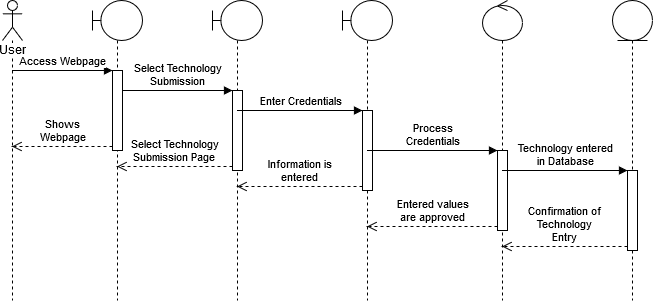 User
Access Webpage
Select Technology
Submission
Enter Credentials
Shows
Webpage
Select Technology
Submission Page
Process
Credentials
Technology entered
in Database
Information is
entered
Entered values
are approved
Confirmation of
Technology
Entry